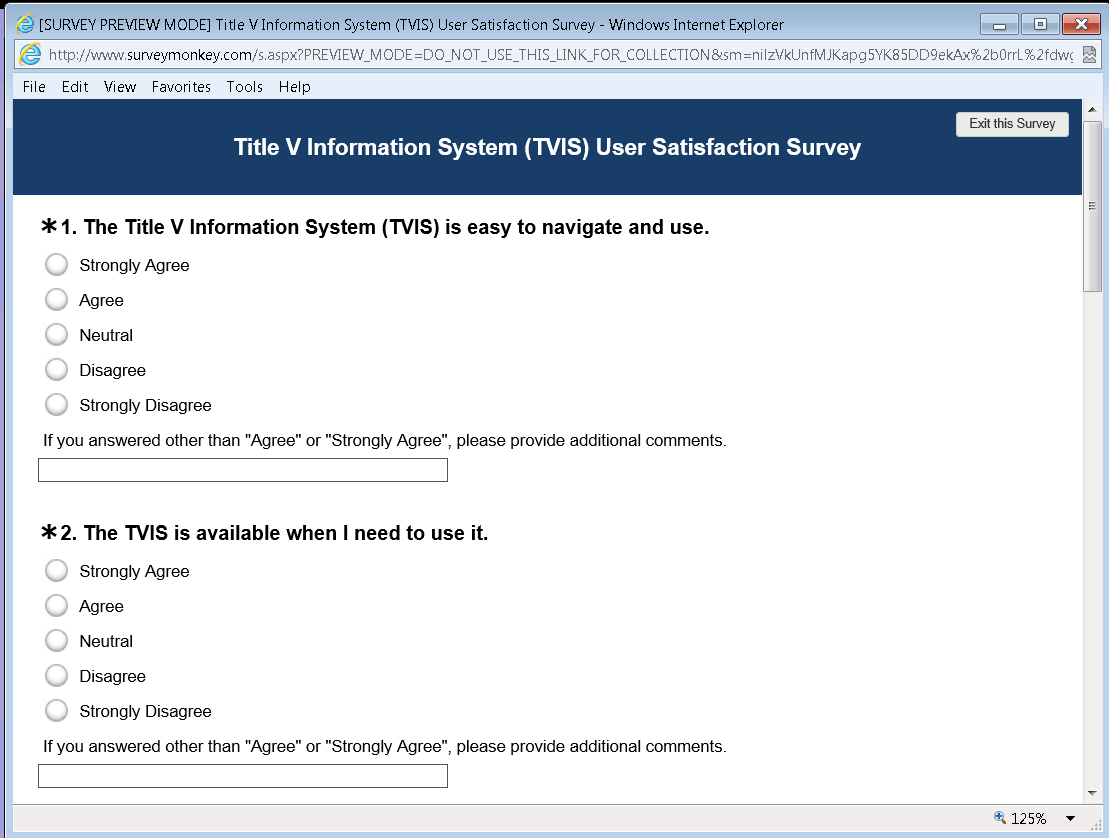 [SURVEY PREVIEW MODE] Title V Information System (TVIS) User Satisfaction Survey - Windows Internet Explorer
http://www.surveymonkey.com/s.aspx?PREVIEW_MODE=DO_NOT_USE_THIS_LINK_FOR_COLLECTION&sm=nilzVkUnfMJKapg5YK85DD9ekAx%2b0rrL%2fdwg
File Edit View Favorites Tools Help
Exit this Survey
Title V Information System (TVIS) User Satisfaction Survey
*1. The Title V Information System (TVIS) is easy to navigate and use.
Strongly Agree
Agree
Neutral
Disagree
Strongly Disagree
If you answered other than "Agree" or "Strongly Agree", please provide additional comments.
*2. The TVIS is available when I need to use it.
Strongly Agree
Agree
Neutral
Disagree
Strongly Disagree
If you answered other than "Agree" or "Strongly Agree", please provide additional comments.
125%